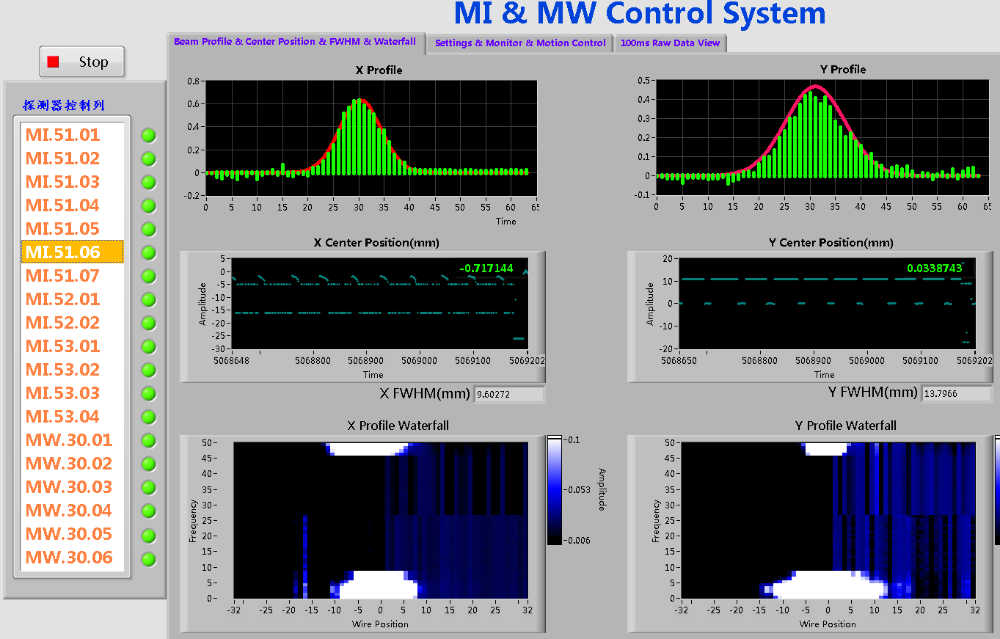 MI & MW Control System
Beam Profile & Center Position & FWHM & Waterfall
Settings & Monitor & Motion Control
100ms Raw Data View
Stop
探测器控制列
MI.51.01
MI.51.02
MI.51.03
MI.51.04
MI.51.05
MI.51.06
MI.51.07
MI.52.01
MI.52.02
MI.53.01
MI.53.02
MI.53.03
MI.53.04
MW.30.01
MW.30.02
MW.30.03
MW.30.04
MW.30.05
MW.30.06
X Profile
0.8
0.6
0.4
0.2
0
-0.2
0 5 10 15 20 25 30 35 40 45 50 55 60 65
Time
Y Profile
0.5
0.4
0.3
0.2
0.1
0
-0.1
0 5 10 15 20 25 30 35 40 45 50 55 60 65
X Center Position(mm)
-0.717144
Amplitude
5
0
-5
-10
-15
-20
-25
-30
5068648 5068800 5068900 5069000 5069100 5069202
Time
X FWHM(mm) 9.60272
Y Center Position(mm)
0.0338743
Amplitude
20
10
0
-10
-20
5068650 5068800 5068900 5069000 5069100 5069202
Time
Y FWHM(mm) 13.7966
X Profile Waterfall
Frequency
50
45
40
35
30
25
20
15
10
5
0
-32 -25 -20 -15 -10 -5 0 5 10 15 20 25 32
Wire Position
0.1
0.053
0.006
Amplitude
Y Profile Waterfall
Frequency
50
45
40
35
30
25
20
15
10
5
0
-32 -25 -20 -15 -10 -5 0 5 10 15 20 25 32
Wire Position